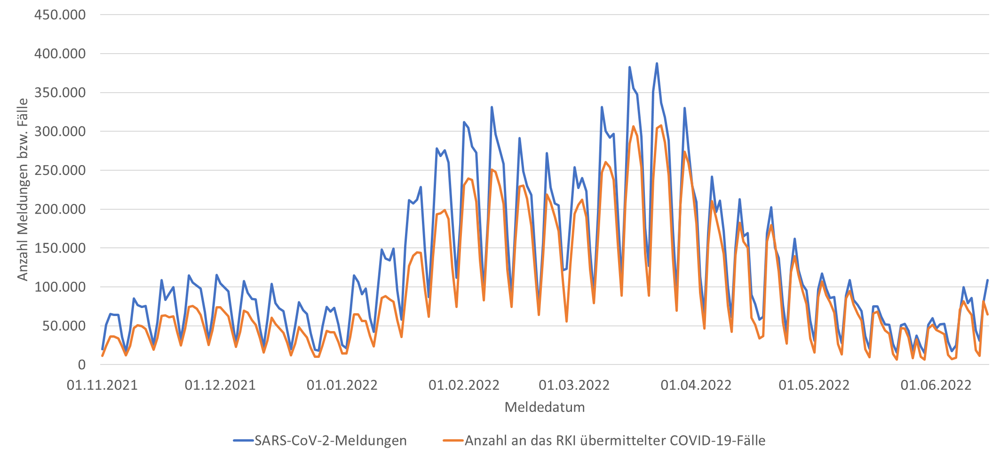 450.000
400.000
350.000
300.000
250.000
200.000
150.000
100.000
50.000
0
Anzahl Meldungen bzw. Fälle
01.11.2021 01.12.2021 01.01.2022 01.02.2022 01.03.2022 01.04.2022 01.05.2022 01.06.2022
Meldedatum
SARS-CoV-2-Meldungen Anzahl an das RKI übermittelter COVID-19-Fälle